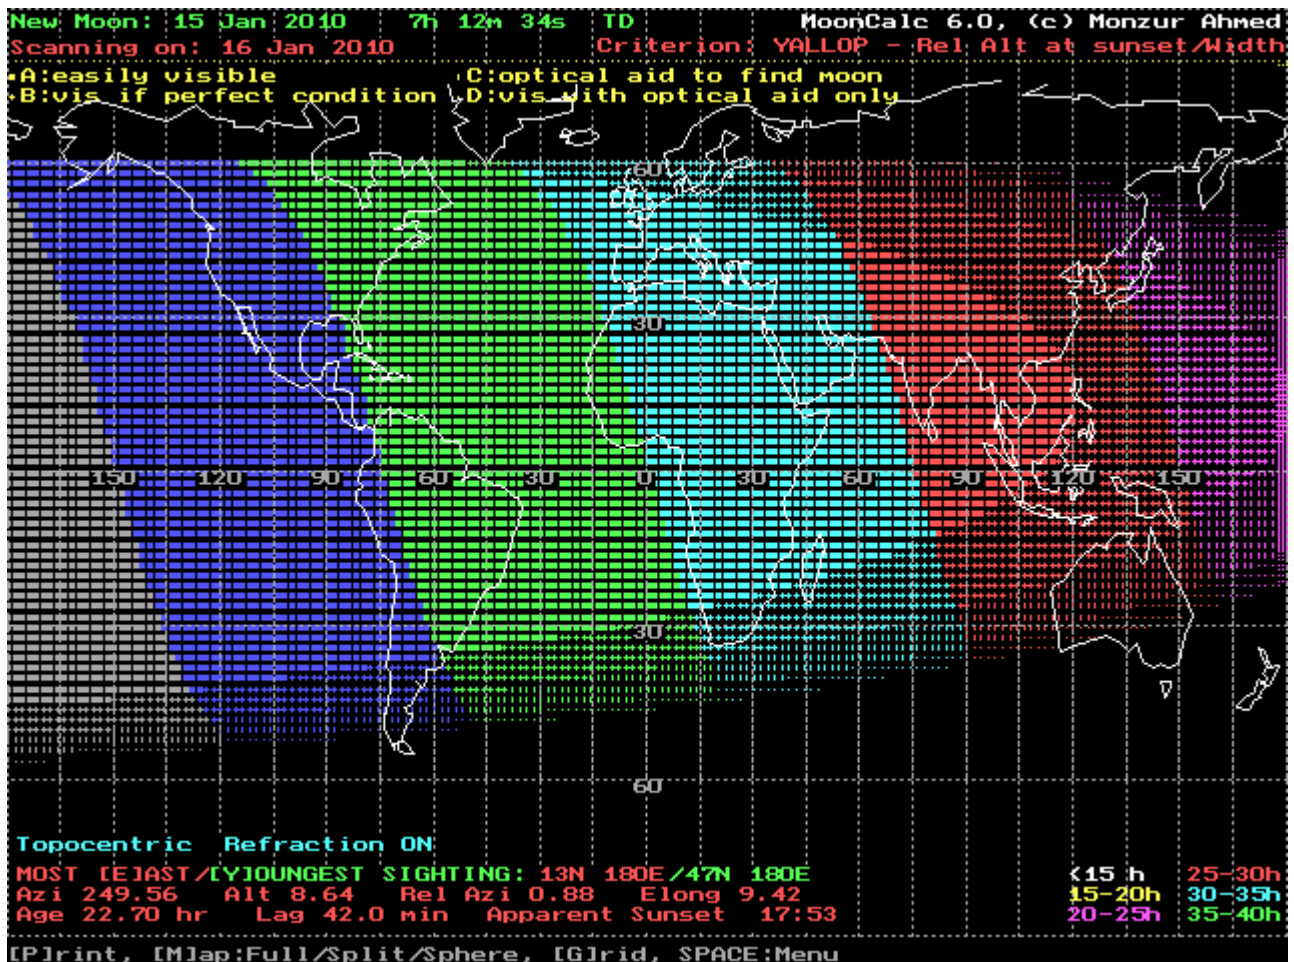 New Moon: 15 Jan 2010 7h 12m 34s TD MoonCalc 6.0, (c) Monzur Ahmed
Scanning on: 16 Jan 2010 Criterion: YALLOP - Rel Alt at sunset/Width
A:easily visible C:optical aid to find moon
B:vis if perfect condition D:vis with optical aid only
60
30
150 120 90 60 30 0 30 60 90 120 150
30
60
Topocentric Refraction ON
MOST [E]AST/[Y]OUNGEST SIGHTING: 13N 180E/47N 180E <15 h 25-30h
Azi 249.56 Alt 8.64 Rel Azi 0.88 Elong 9.42 15-20h 30-35h
Age 22.70 hr Lag 42.0 min Apparent Sunset 17:53 20-25h 35-40h
[P]rint, [M]ap:Full/Split/Sphere, [G]rid, SPACE:Menu